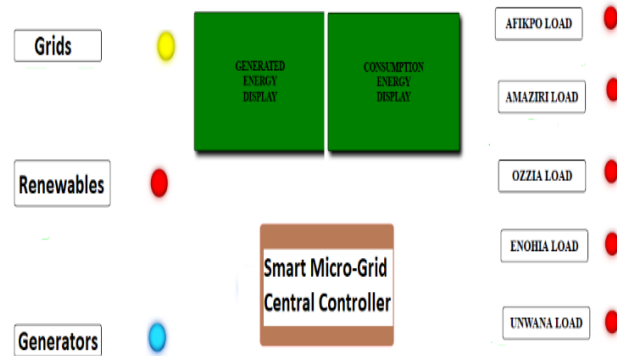 Grids
GENERATED
ENERGY
DISPLAY
CONSUMPTION
ENERGY
DISPLAY
AFIKPO LOAD
AMAZIRI LOAD
Renewables
OZZIA LOAD
Smart Micro-Grid
Central Controller
ENOHIA LOAD
Generators
UNWANA LOAD